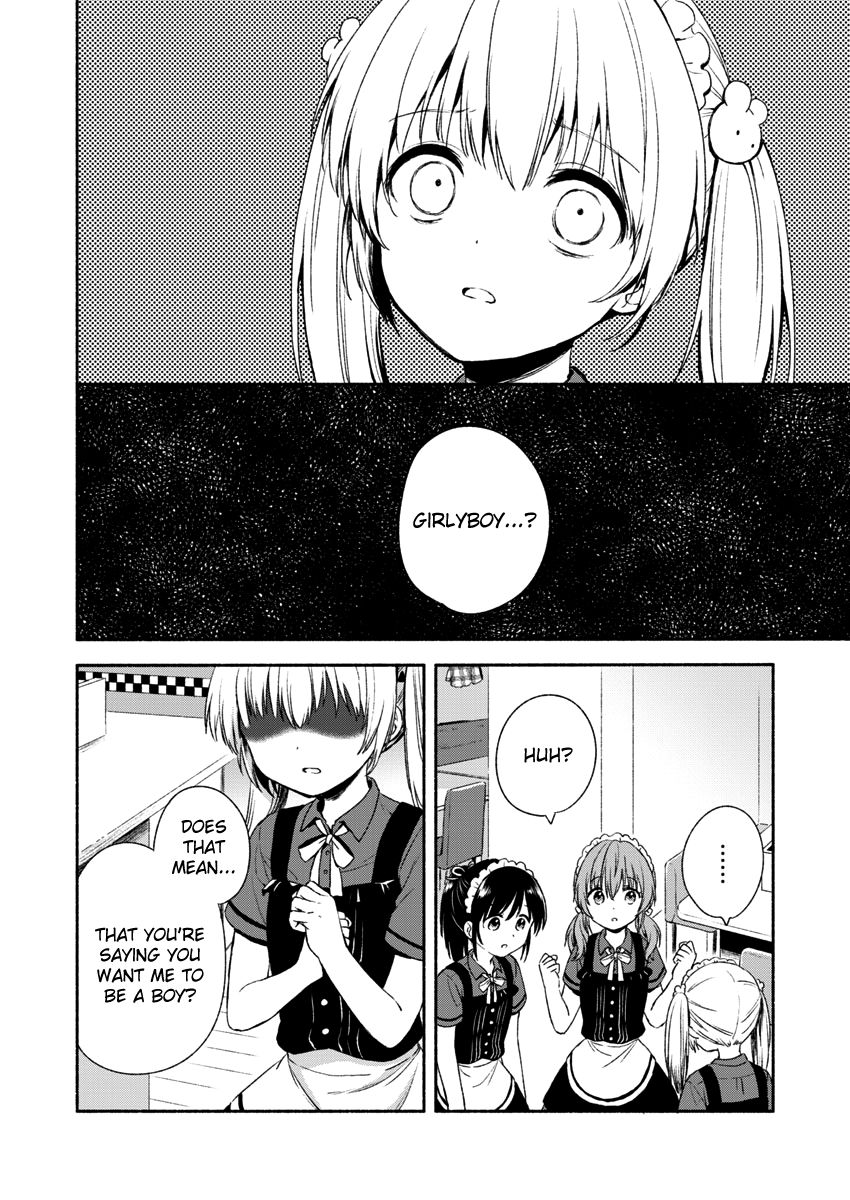 GIRLYBOY...?
HUH?
......
DOES
THAT
MEAN...
THAT YOU'RE
SAYING YOU
WANT ME TO
BE A BOY?